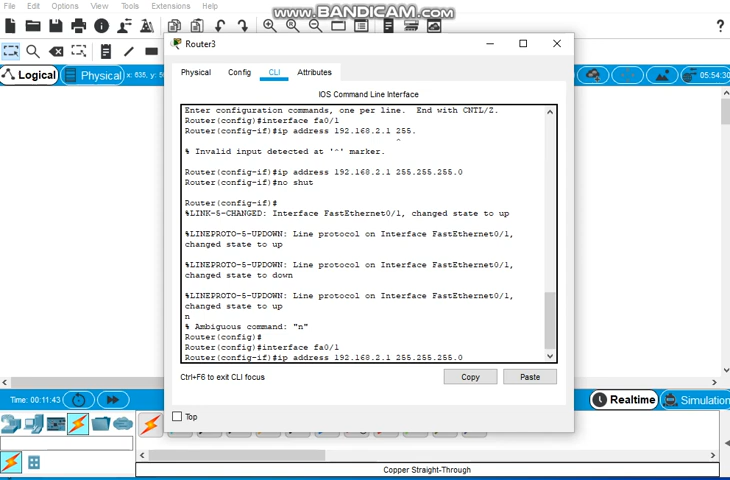 www.BANDICAM.com
File Edit Options View Tools Extensions Help
Router3
Logical Physical x: 635, y: 5
05:54:30
Physical Config CLI Attributes
IOS Command Line Interface
Enter configuration commands, one per line. End with CNTL/Z.
Router(config)#interface fa0/1
Router(config-if)#ip address 192.168.2.1 255.
^
% Invalid input detected at '^' marker.
Router(config-if)#ip address 192.168.2.1 255.255.255.0
Router(config-if)#no shut
Router(config-if)#
%LINK-5-CHANGED: Interface FastEthernet0/1, changed state to up
%LINEPROTO-5-UPDOWN: Line protocol on Interface FastEthernet0/1,
changed state to up
%LINEPROTO-5-UPDOWN: Line protocol on Interface FastEthernet0/1,
changed state to down
%LINEPROTO-5-UPDOWN: Line protocol on Interface FastEthernet0/1,
changed state to up
n
% Ambiguous command: "n"
Router(config)#
Router(config)#interface fa0/1
Router(config-if)#ip address 192.168.2.1 255.255.255.0
Ctrl+F6 to exit CLI focus
Copy Paste
Time: 00:11:43
Realtime Simulation
Top
Copper Straight-Through